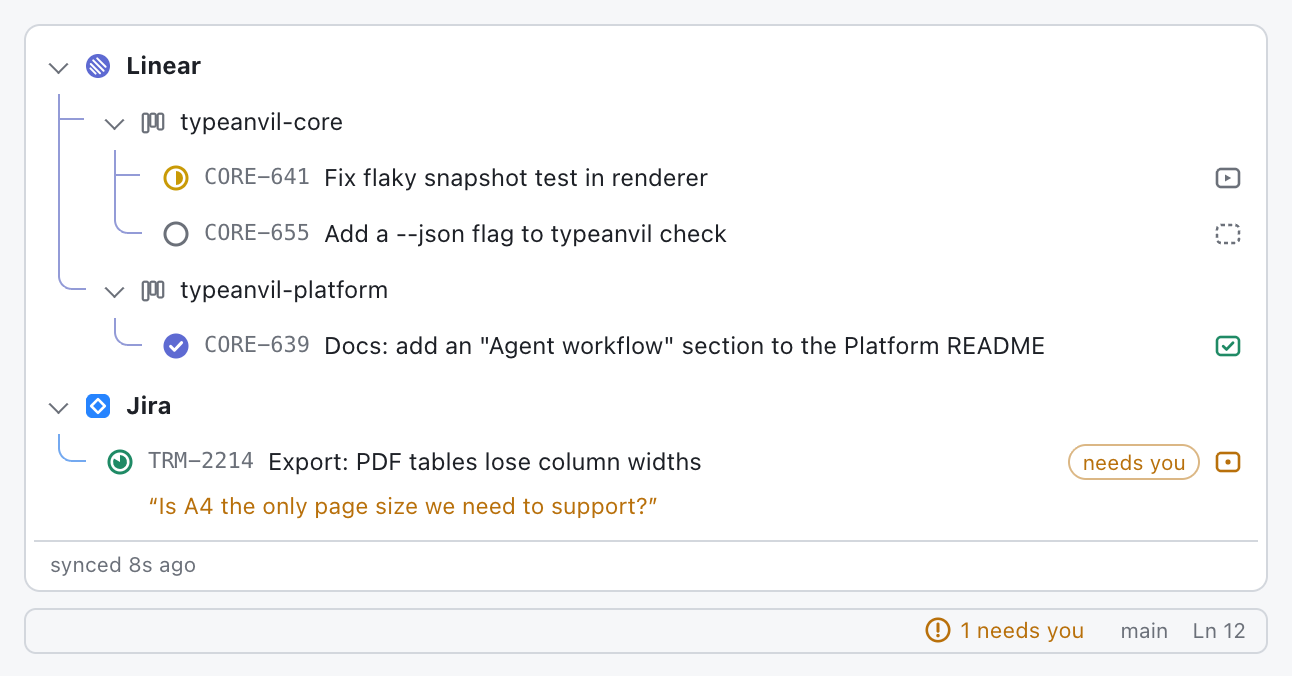 Linear
typeanvil-core
CORE-641 Fix flaky snapshot test in renderer
CORE-655 Add a --json flag to typeanvil check
typeanvil-platform
CORE-639 Docs: add an "Agent workflow" section to the Platform README
Jira
TRM-2214 Export: PDF tables lose column widths needs you
“Is A4 the only page size we need to support?”
synced 8s ago
1 needs you main Ln 12